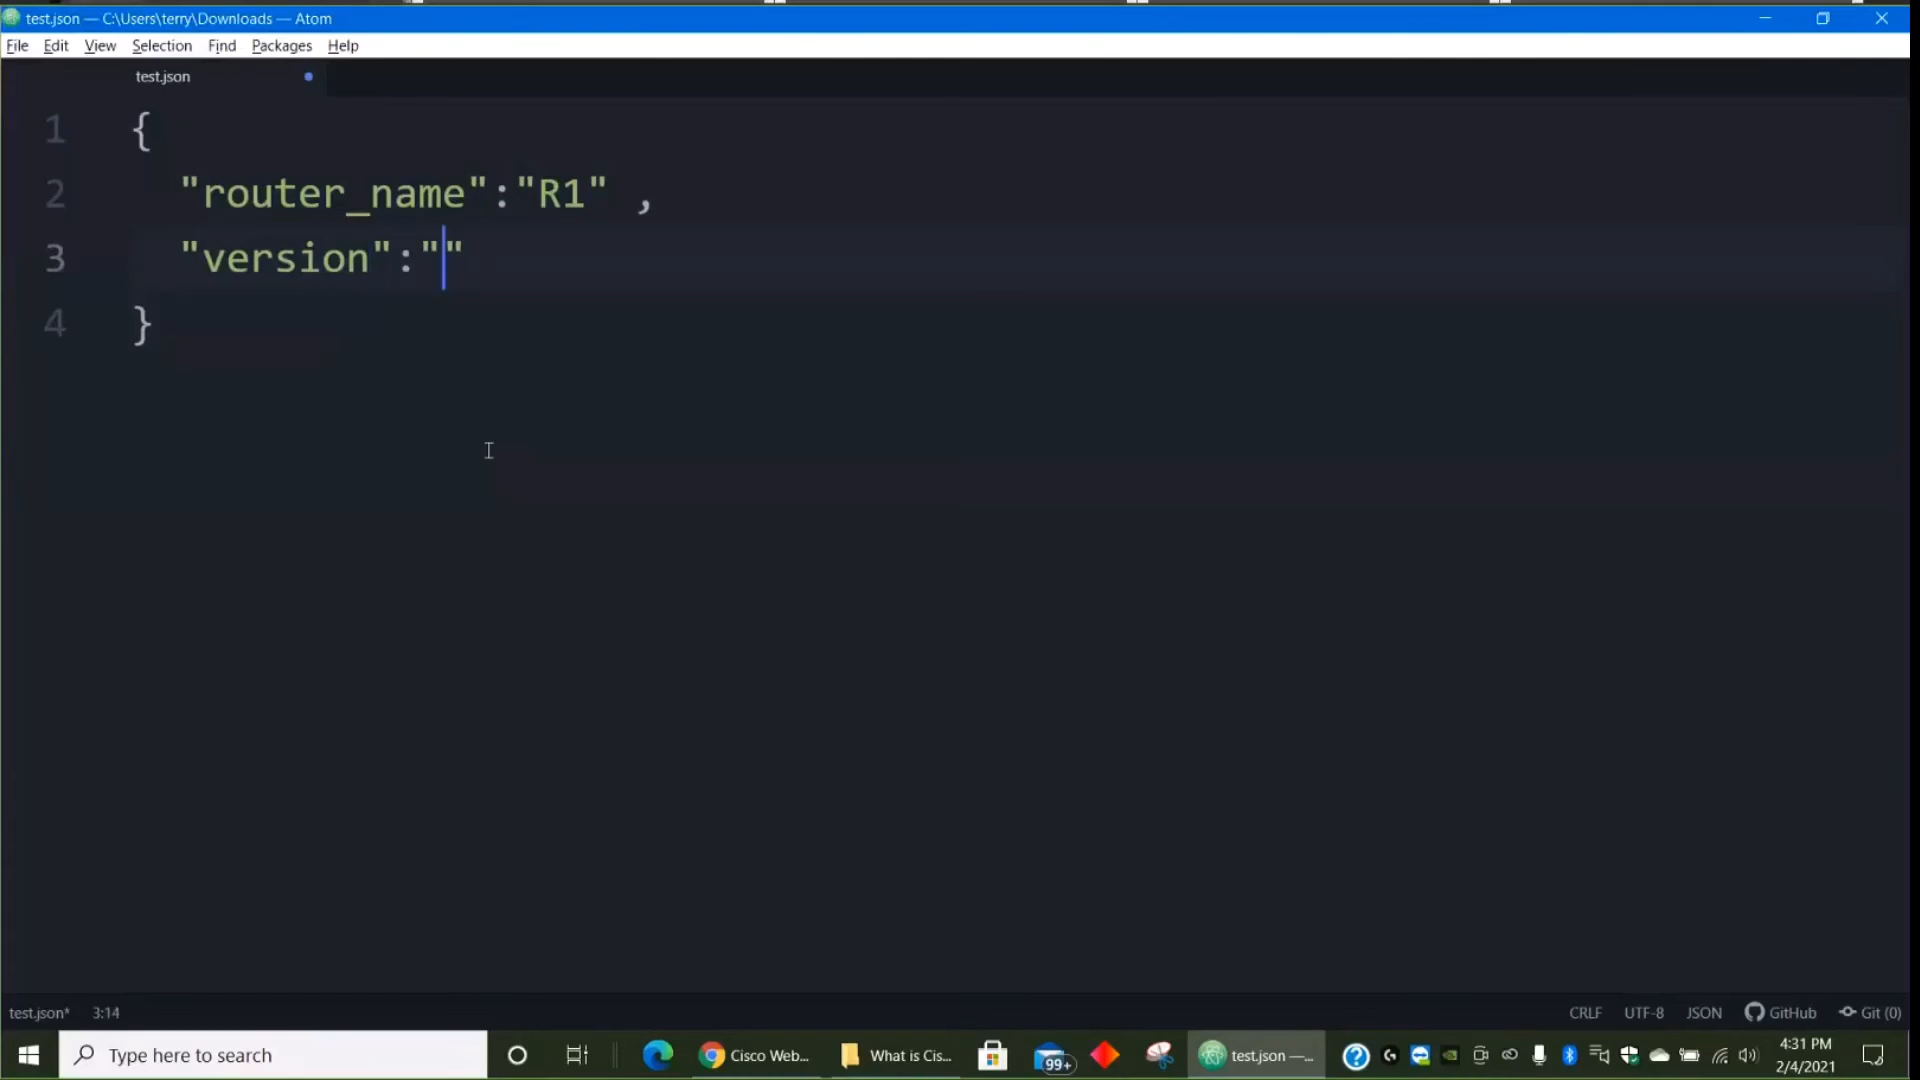 test.json — C:\Users\terry\Downloads — Atom
File Edit View Selection Find Packages Help
test.json
1 {
2 "router_name":"R1" ,
3 "version":""
4 }
test.json* 3:14 CRLF UTF-8 JSON GitHub Git (0)
Type here to search Cisco Web... What is Cis... 99+ test.json —... 4:31 PM
2/4/2021